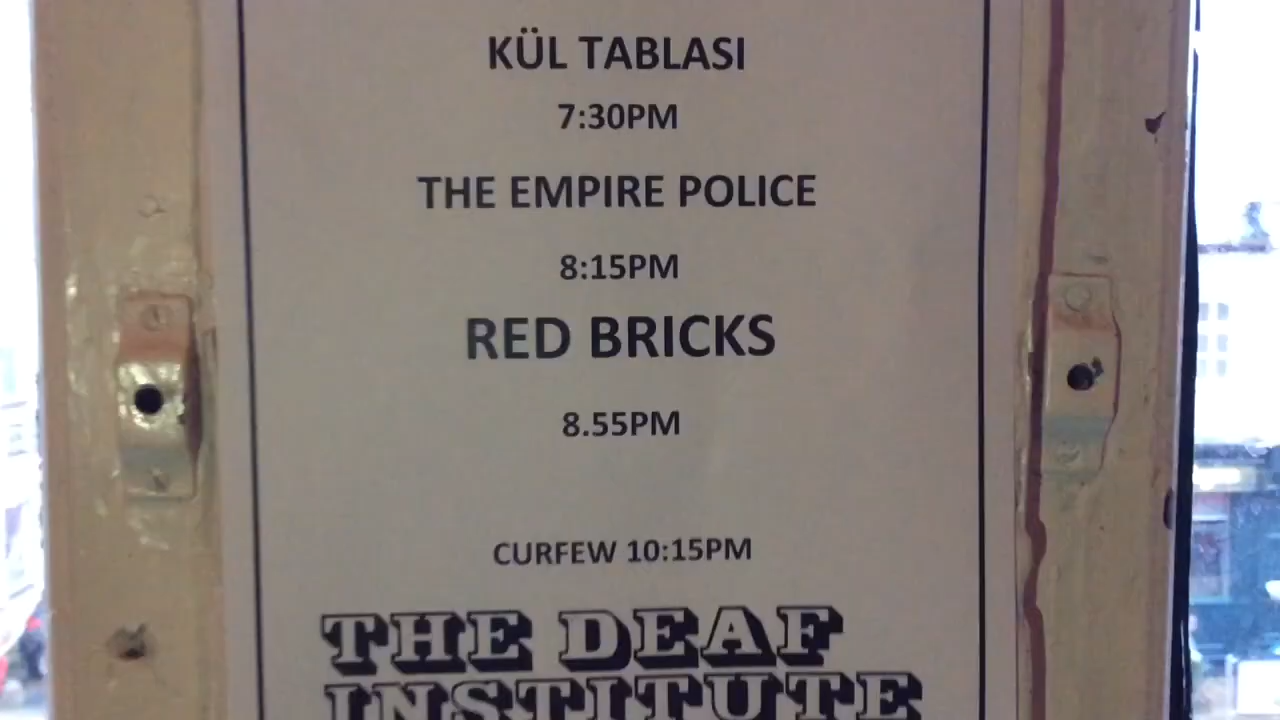 KÜL TABLASI
7:30PM
THE EMPIRE POLICE
8:15PM
RED BRICKS
8.55PM
CURFEW 10:15PM
THE DEAF
INSTITUTE